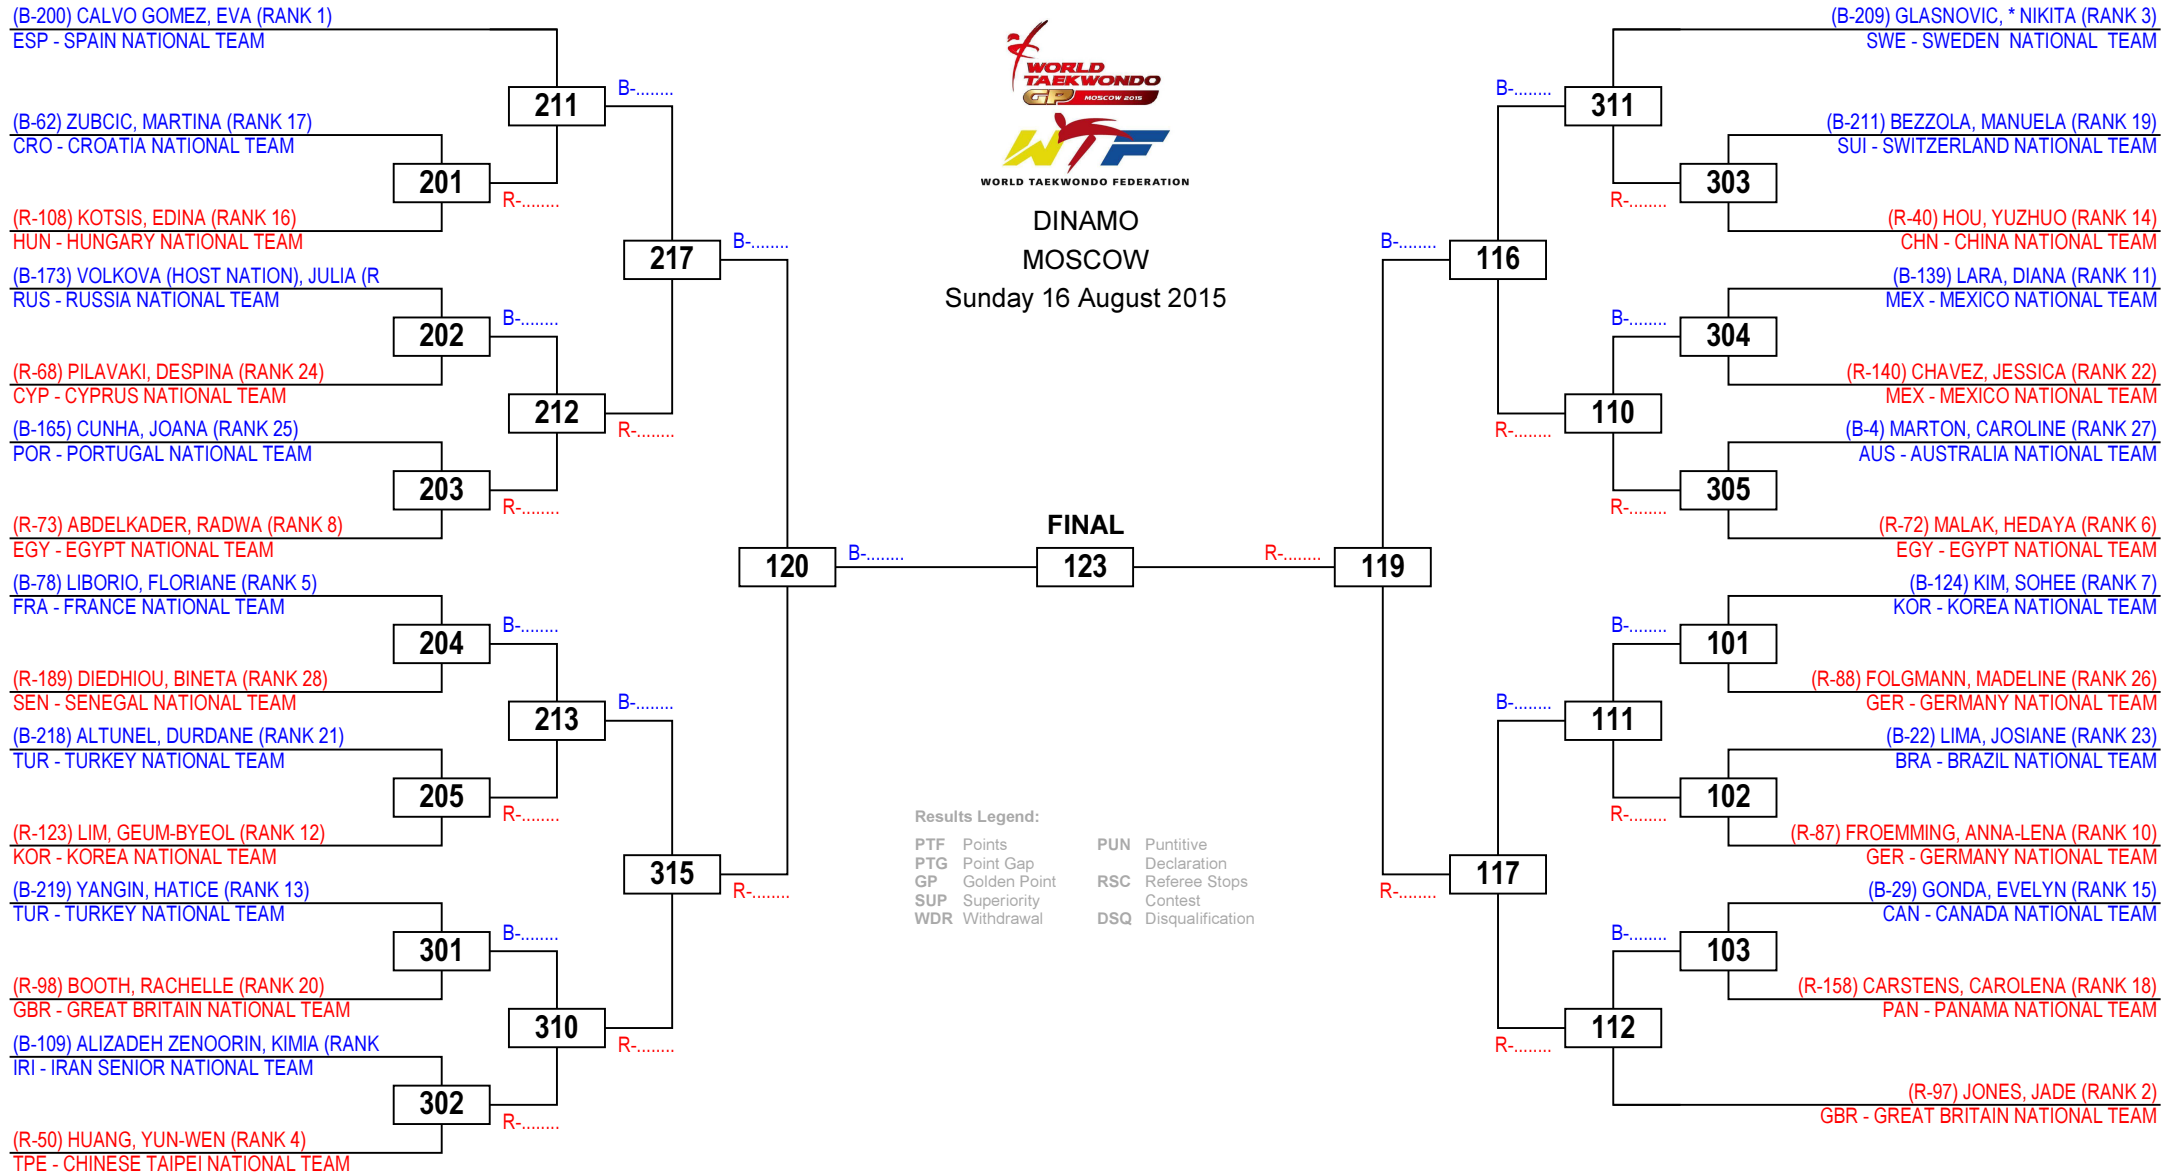 (B-200) CALVO GOMEZ, EVA (RANK 1)
ESP - SPAIN NATIONAL TEAM
211
B-........
(B-62) ZUBCIC, MARTINA (RANK 17)
CRO - CROATIA NATIONAL TEAM
201
R-........
(R-108) KOTSIS, EDINA (RANK 16)
HUN - HUNGARY NATIONAL TEAM
217
B-........
(B-173) VOLKOVA (HOST NATION), JULIA (R
RUS - RUSSIA NATIONAL TEAM
202
B-........
(R-68) PILAVAKI, DESPINA (RANK 24)
CYP - CYPRUS NATIONAL TEAM
212
R-........
(B-165) CUNHA, JOANA (RANK 25)
POR - PORTUGAL NATIONAL TEAM
203
R-........
(R-73) ABDELKADER, RADWA (RANK 8)
EGY - EGYPT NATIONAL TEAM
120
B-........
(B-78) LIBORIO, FLORIANE (RANK 5)
FRA - FRANCE NATIONAL TEAM
204
B-........
(R-189) DIEDHIOU, BINETA (RANK 28)
SEN - SENEGAL NATIONAL TEAM
213
B-........
(B-218) ALTUNEL, DURDANE (RANK 21)
TUR - TURKEY NATIONAL TEAM
205
R-........
(R-123) LIM, GEUM-BYEOL (RANK 12)
KOR - KOREA NATIONAL TEAM
315
R-........
(B-219) YANGIN, HATICE (RANK 13)
TUR - TURKEY NATIONAL TEAM
301
B-........
(R-98) BOOTH, RACHELLE (RANK 20)
GBR - GREAT BRITAIN NATIONAL TEAM
310
R-........
(B-109) ALIZADEH ZENOORIN, KIMIA (RANK
IRI - IRAN SENIOR NATIONAL TEAM
302
R-........
(R-50) HUANG, YUN-WEN (RANK 4)
TPE - CHINESE TAIPEI NATIONAL TEAM
WORLD
TAEKWONDO
GP MOSCOW 2015
WTF
WORLD TAEKWONDO FEDERATION
DINAMO
MOSCOW
Sunday 16 August 2015
FINAL
123
Results Legend:
PTF Points
PTG Point Gap
GP Golden Point
SUP Superiority
WDR Withdrawal
PUN Puntitive
Declaration
RSC Referee Stops
Contest
DSQ Disqualification
(B-209) GLASNOVIC, * NIKITA (RANK 3)
SWE - SWEDEN NATIONAL TEAM
B-........
311
(B-211) BEZZOLA, MANUELA (RANK 19)
SUI - SWITZERLAND NATIONAL TEAM
R-........
303
(R-40) HOU, YUZHUO (RANK 14)
CHN - CHINA NATIONAL TEAM
B-........
116
(B-139) LARA, DIANA (RANK 11)
MEX - MEXICO NATIONAL TEAM
B-........
304
(R-140) CHAVEZ, JESSICA (RANK 22)
MEX - MEXICO NATIONAL TEAM
R-........
110
(B-4) MARTON, CAROLINE (RANK 27)
AUS - AUSTRALIA NATIONAL TEAM
R-........
305
(R-72) MALAK, HEDAYA (RANK 6)
EGY - EGYPT NATIONAL TEAM
R-........
119
(B-124) KIM, SOHEE (RANK 7)
KOR - KOREA NATIONAL TEAM
B-........
101
(R-88) FOLGMANN, MADELINE (RANK 26)
GER - GERMANY NATIONAL TEAM
B-........
111
(B-22) LIMA, JOSIANE (RANK 23)
BRA - BRAZIL NATIONAL TEAM
R-........
102
(R-87) FROEMMING, ANNA-LENA (RANK 10)
GER - GERMANY NATIONAL TEAM
R-........
117
(B-29) GONDA, EVELYN (RANK 15)
CAN - CANADA NATIONAL TEAM
B-........
103
(R-158) CARSTENS, CAROLENA (RANK 18)
PAN - PANAMA NATIONAL TEAM
R-........
112
(R-97) JONES, JADE (RANK 2)
GBR - GREAT BRITAIN NATIONAL TEAM